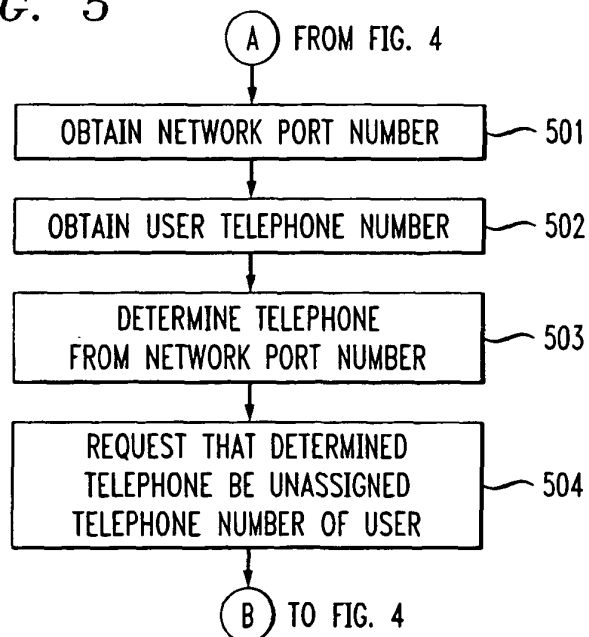 G. 5
A FROM FIG. 4
OBTAIN NETWORK PORT NUMBER 501
OBTAIN USER TELEPHONE NUMBER 502
DETERMINE TELEPHONE
FROM NETWORK PORT NUMBER 503
REQUEST THAT DETERMINED
TELEPHONE BE UNASSIGNED 504
TELEPHONE NUMBER OF USER
B TO FIG. 4